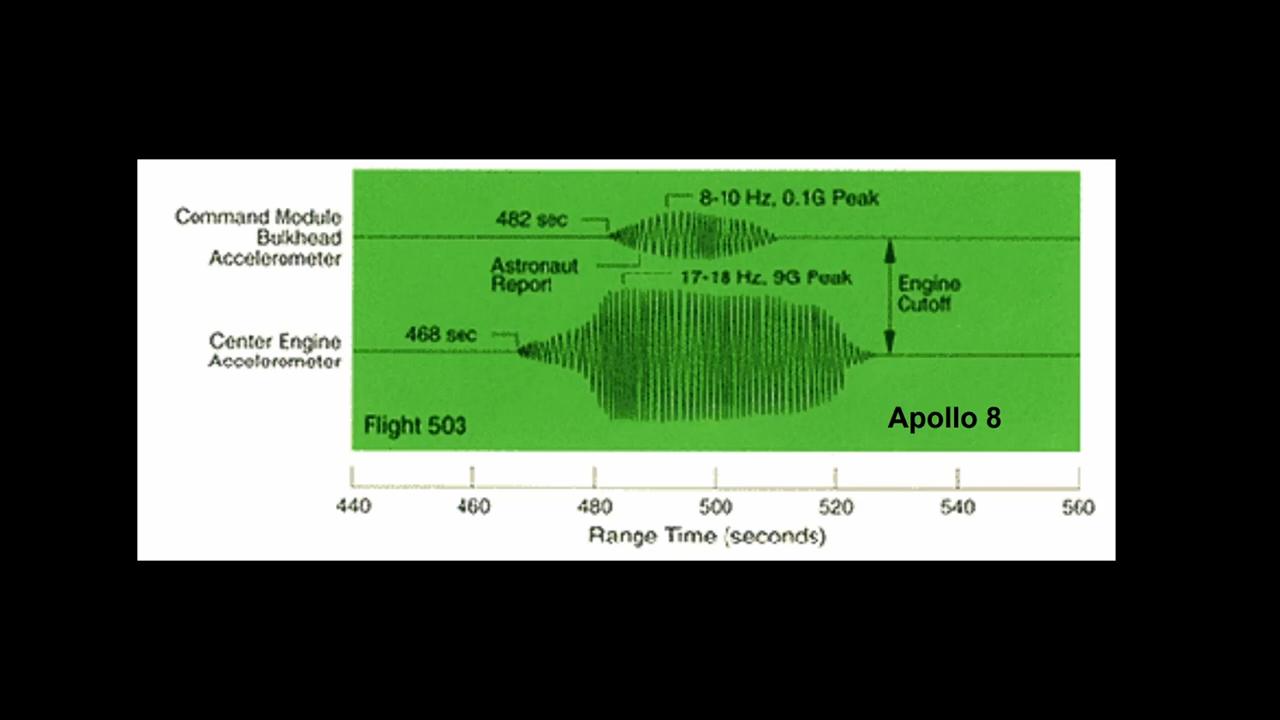 Command Module
Bulkhead
Accelerometer
482 sec
8-10 Hz, 0.1G Peak
Astronaut
Report
17-18 Hz, 9G Peak
Engine
Cutoff
468 sec
Center Engine
Accelerometer
Flight 503
Apollo 8
440 460 480 500 520 540 560
Range Time (seconds)